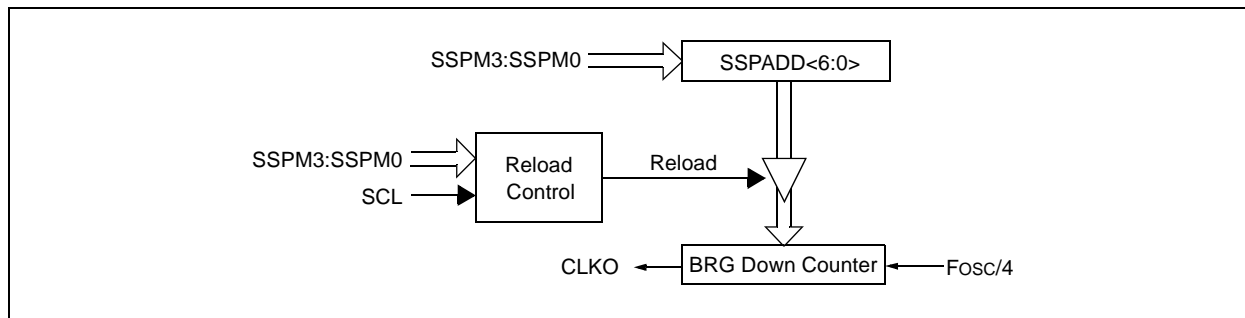 SSPM3:SSPM0
SSPADD<6:0>
SSPM3:SSPM0
SCL
Reload
Control
Reload
CLKO
BRG Down Counter
FOSC/4